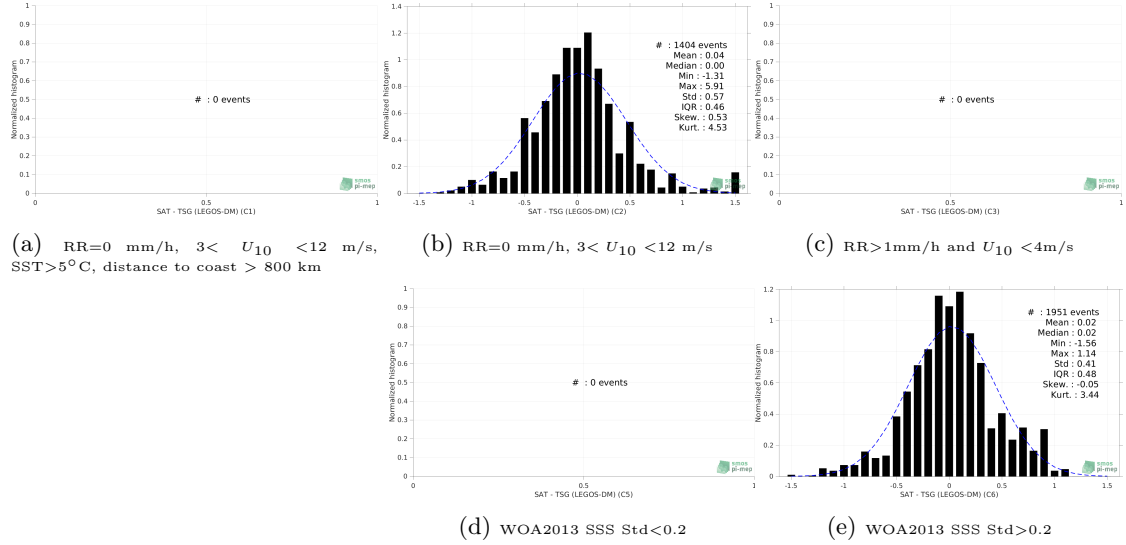 1
0.9
0.8
0.7
0.6
0.5
0.4
0.3
0.2
0.1
0
Normalized histogram
# : 0 events
0 0.5 1
SAT - TSG (LEGOS-DM) (C1)
smos
pi-mep
(a) RR=0 mm/h, 3< U10 <12 m/s,
SST>5°C, distance to coast > 800 km
1.4
1.2
1
0.8
0.6
0.4
0.2
0
Normalized histogram
# : 1404 events
Mean : 0.04
Median : 0.00
Min : -1.31
Max : 5.91
Std : 0.57
IQR : 0.46
Skew. : 0.53
Kurt. : 4.53
-1.5 -1 -0.5 0 0.5 1 1.5
SAT - TSG (LEGOS-DM) (C2)
smos
pi-mep
(b) RR=0 mm/h, 3< U10 <12 m/s
1
0.9
0.8
0.7
0.6
0.5
0.4
0.3
0.2
0.1
0
Normalized histogram
# : 0 events
0 0.5 1
SAT - TSG (LEGOS-DM) (C3)
smos
pi-mep
(c) RR>1mm/h and U10 <4m/s
1
0.9
0.8
0.7
0.6
0.5
0.4
0.3
0.2
0.1
0
Normalized histogram
# : 0 events
0 0.5 1
SAT - TSG (LEGOS-DM) (C5)
smos
pi-mep
(d) WOA2013 SSS Std<0.2
1.2
1
0.8
0.6
0.4
0.2
0
Normalized histogram
# : 1951 events
Mean : 0.02
Median : 0.02
Min : -1.56
Max : 1.14
Std : 0.41
IQR : 0.48
Skew. : -0.05
Kurt. : 3.44
-1.5 -1 -0.5 0 0.5 1 1.5
SAT - TSG (LEGOS-DM) (C6)
smos
pi-mep
(e) WOA2013 SSS Std>0.2